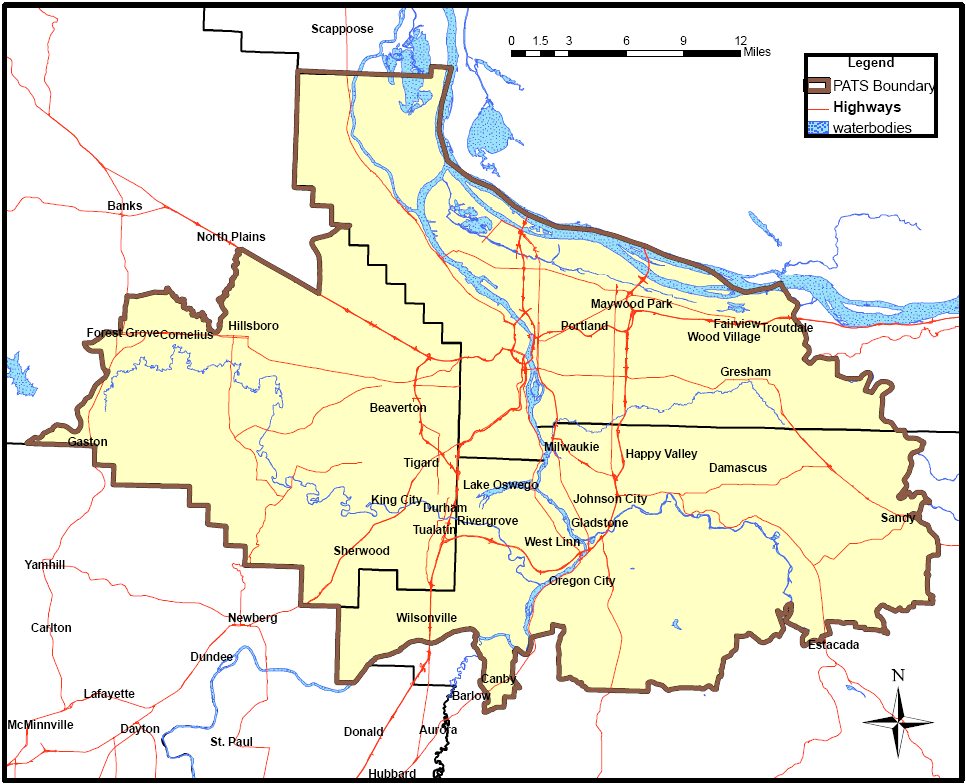 Scappoose
0 1.5 3 6 9 12
Miles
Legend
PATS Boundary
Highways
waterbodies
Banks
North Plains
Maywood Park
Forest Grove
Cornelius
Hillsboro
Portland
Fairview
Troutdale
Wood Village
Gresham
Beaverton
Gaston
Milwaukie
Happy Valley
Tigard
Damascus
Lake Oswego
King City
Johnson City
Durham
Rivergrove
Gladstone
Sandy
Tualatin
West Linn
Sherwood
Yamhill
Oregon City
Newberg
Wilsonville
Carlton
Estacada
Dundee
Canby
N
Lafayette
Barlow
McMinnville
Dayton
Donald
Aurora
St. Paul
Hubbard